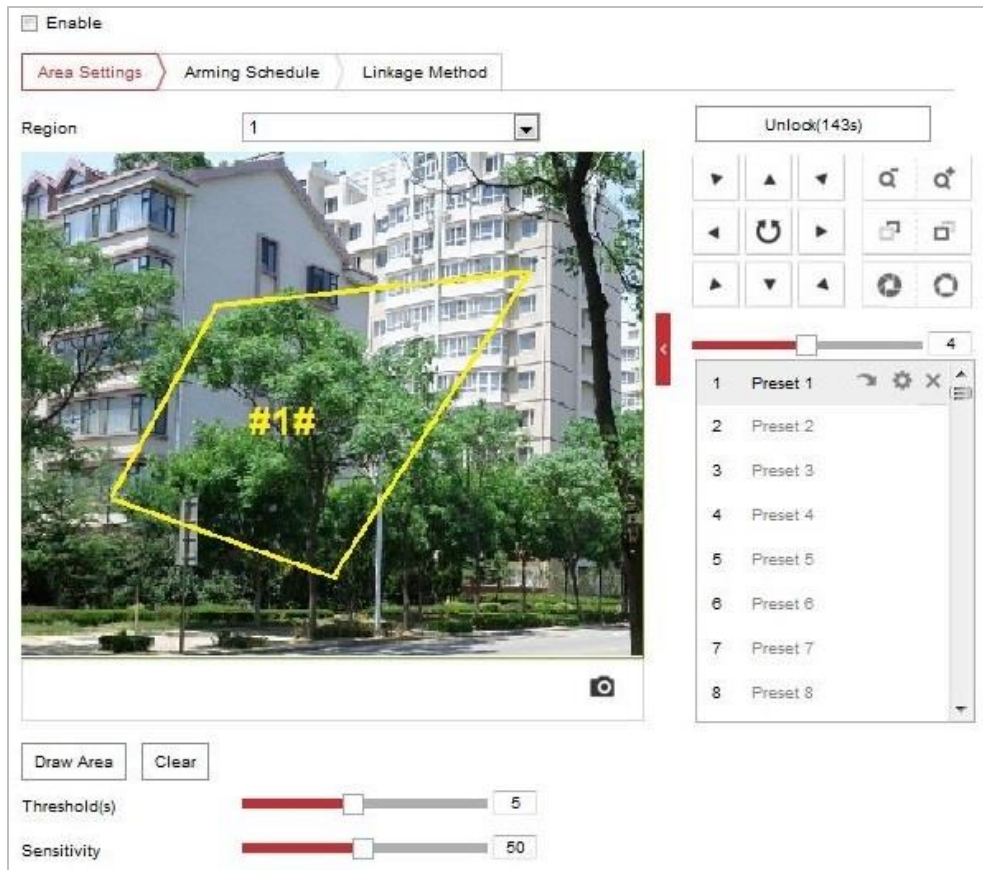 Enable
Area Settings
Arming Schedule
Linkage Method
Region
1
Unlock(143s)
#1#
4
1 Preset 1
2 Preset 2
3 Preset 3
4 Preset 4
5 Preset 5
6 Preset 6
7 Preset 7
8 Preset 8
Draw Area
Clear
Threshold(s) 5
Sensitivity 50